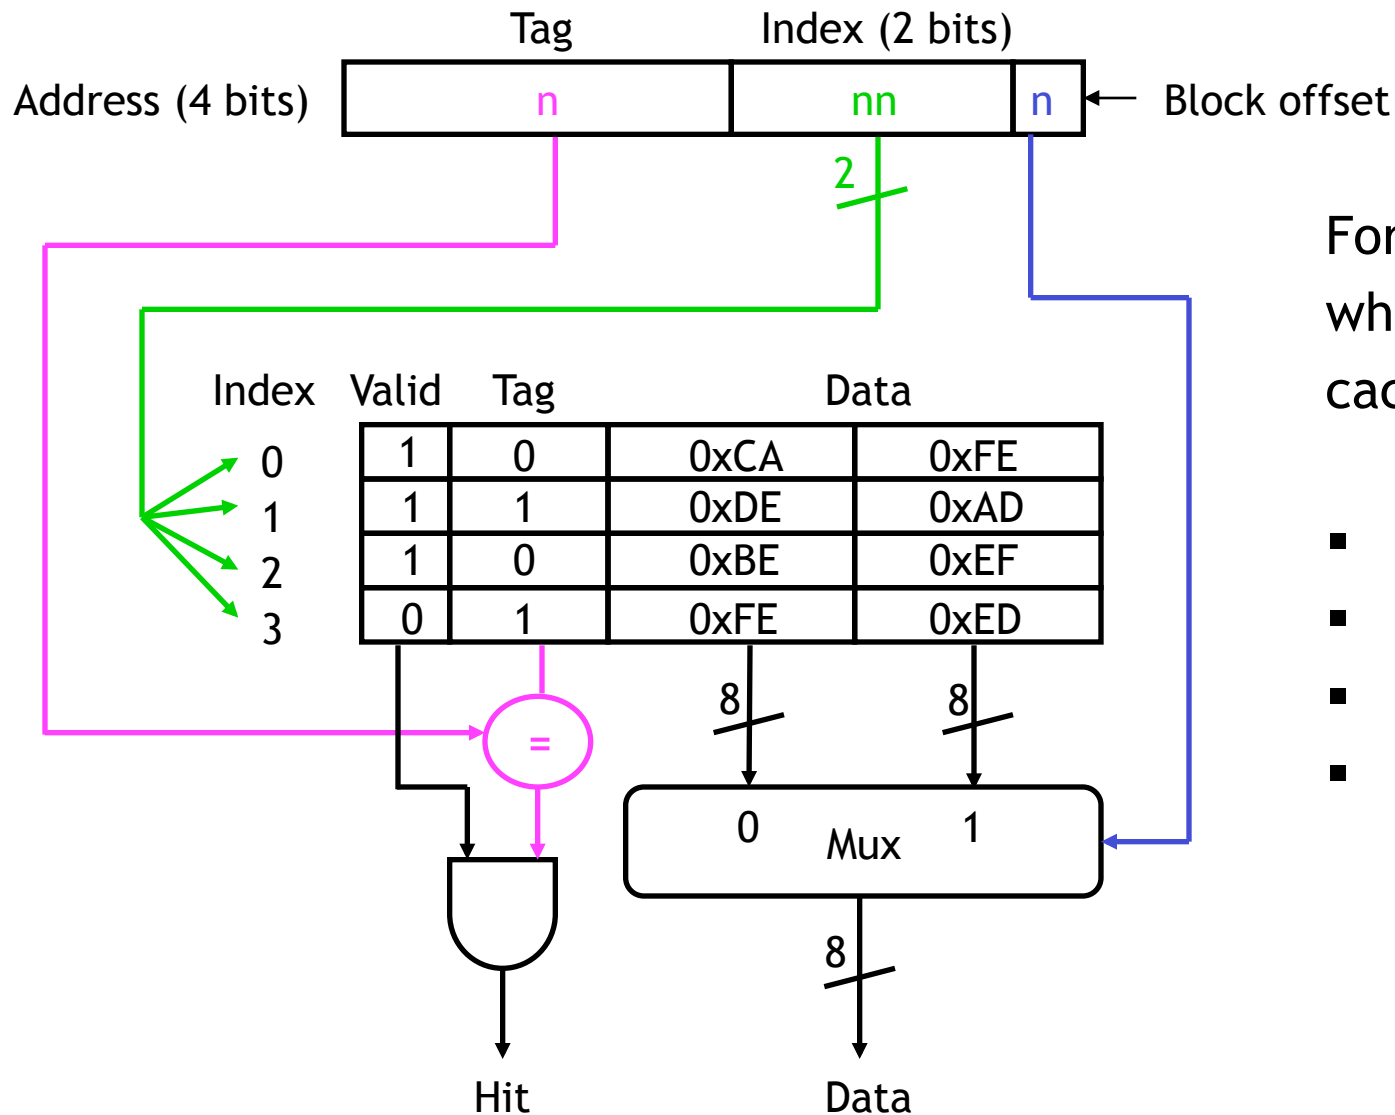 Tag Index (2 bits)
Address (4 bits) n nn n Block offset
2
For
wh
Index Valid Tag Data
0 1 0 0xCA 0xFE
1 1 1 0xDE 0xAD
2 1 0 0xBE 0xEF
3 0 1 0xFE 0xED
8 8
=
0 Mux 1
8
Hit Data